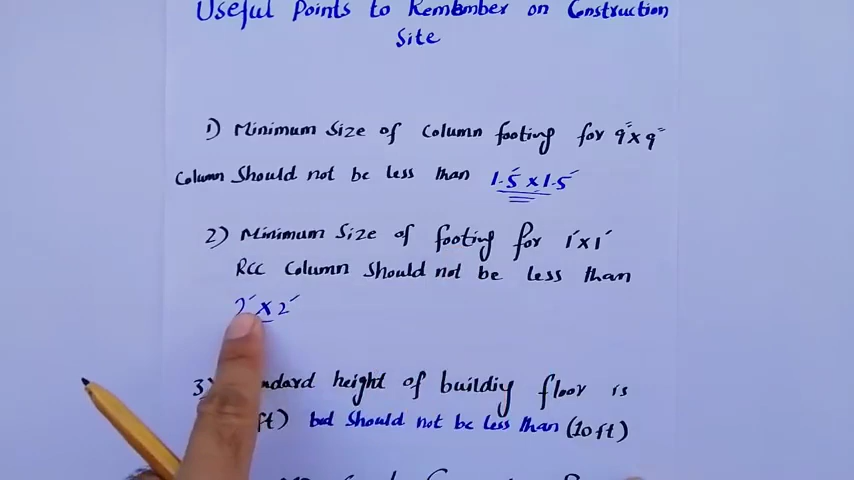 Useful Points to Remember on Construction
Site
1) Minimum Size of Column footing for 9"x9"
Column Should not be less than 1.5'x1.5'
2) Minimum Size of footing for 1'x1'
RCC Column Should not be less than
2'x2'
3) height of building floor is
ft) but Should not be less than (10ft)